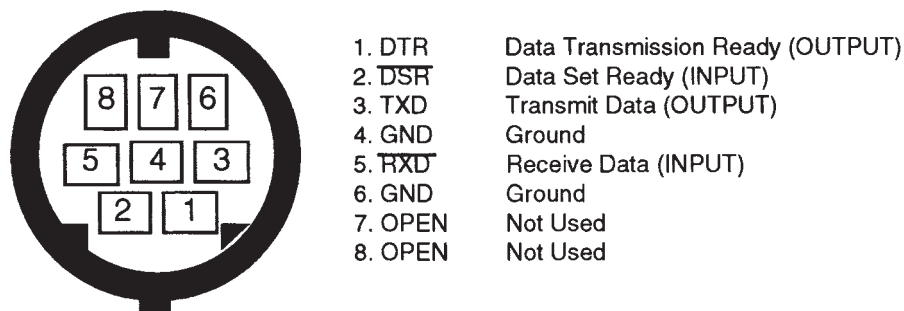 8 7 6
5 4 3
2 1
1. DTR Data Transmission Ready (OUTPUT)
2. D̅S̅R̅ Data Set Ready (INPUT)
3. TXD Transmit Data (OUTPUT)
4. GND Ground
5. R̅X̅D̅ Receive Data (INPUT)
6. GND Ground
7. OPEN Not Used
8. OPEN Not Used